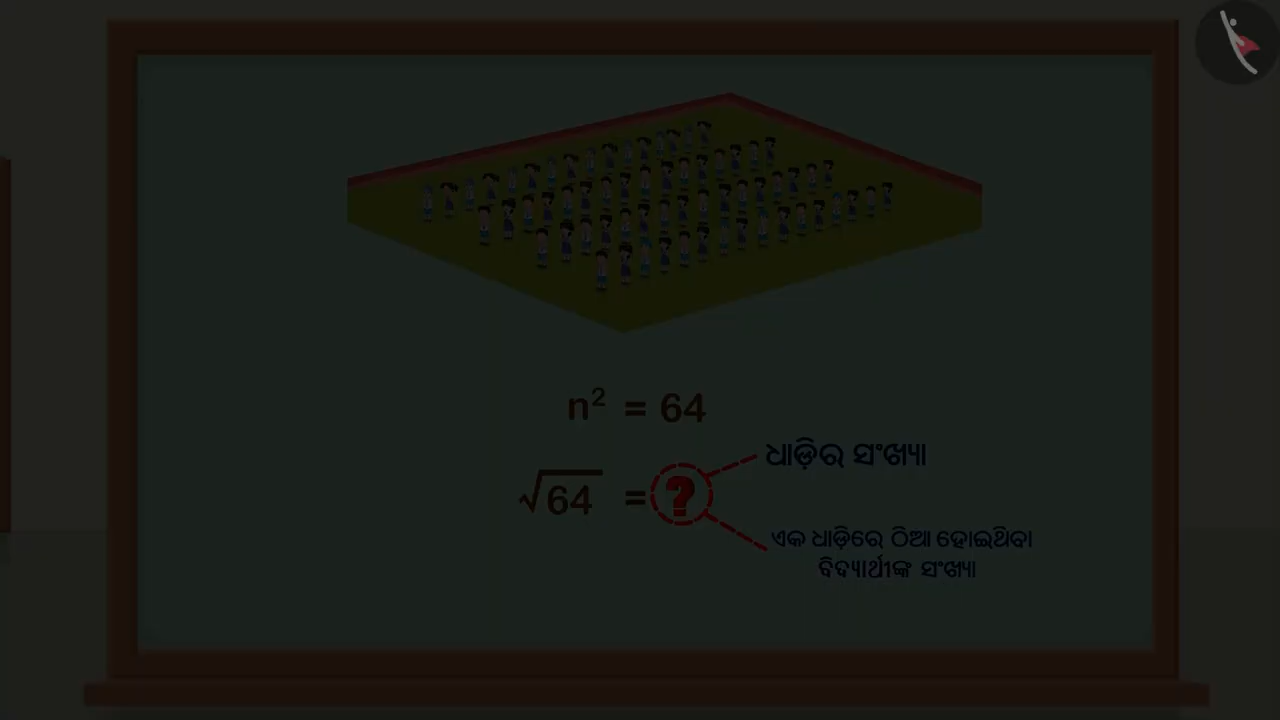 n² = 64
√64 = ?
ଧାଡ଼ିର ସଂଖ୍ୟା
ଏକ ଧାଡ଼ିରେ ଠିଆ ହୋଇଥିବା
ବିଦ୍ୟାର୍ଥୀଙ୍କ ସଂଖ୍ୟା